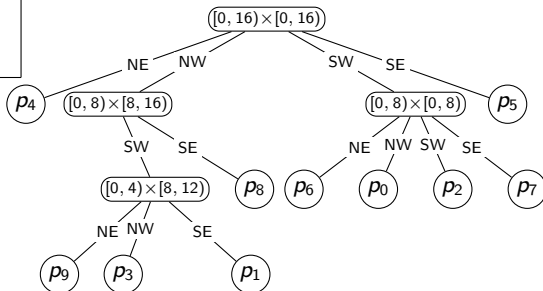 [0, 16)×[0, 16)
NE NW SW SE
p4 [0, 8)×[8, 16) [0, 8)×[0, 8) p5
SW SE NE NW SW SE
[0, 4)×[8, 12) p8 p6 p0 p2 p7
NE NW SE
p9 p3 p1